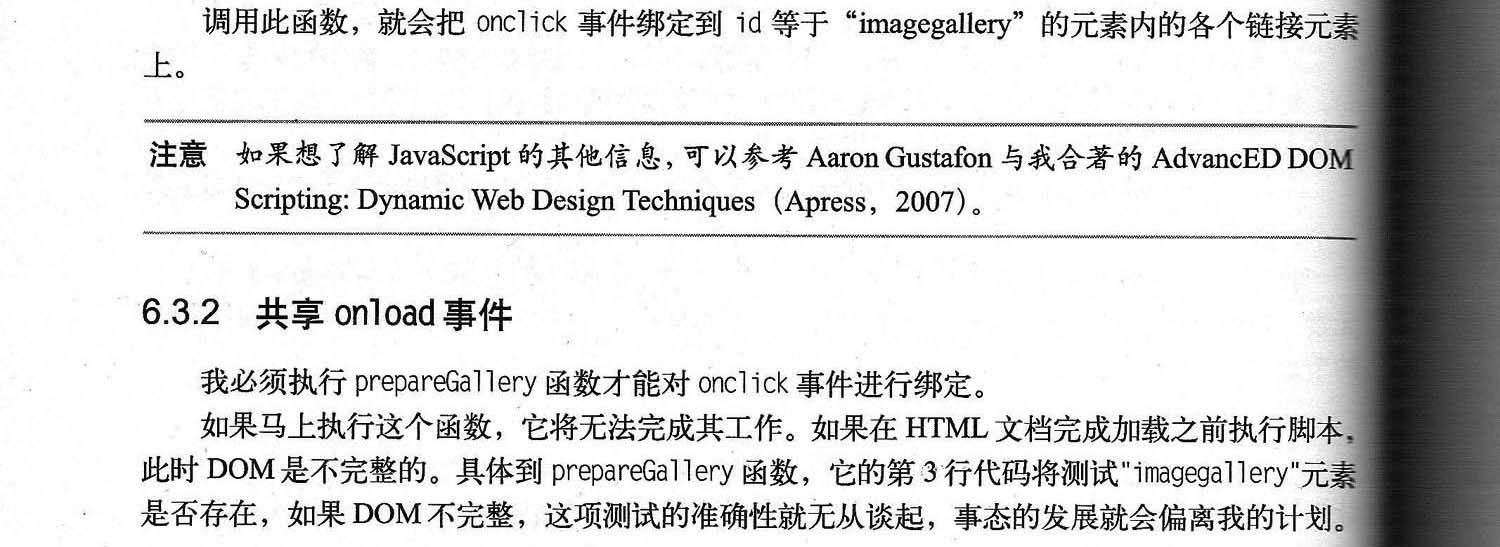 调用此函数，就会把 onclick 事件绑定到 id 等于“imagegallery”的元素内的各个链接元素
上。
注意 如果想了解 JavaScript 的其他信息，可以参考 Aaron Gustafon 与我合著的 AdvancED DOM
Scripting: Dynamic Web Design Techniques（Apress，2007）。
6.3.2 共享 onload 事件
我必须执行 prepareGallery 函数才能对 onclick 事件进行绑定。
如果马上执行这个函数，它将无法完成其工作。如果在 HTML 文档完成加载之前执行脚本，
此时 DOM 是不完整的。具体到 prepareGallery 函数，它的第 3 行代码将测试"imagegallery"元素
是否存在，如果 DOM 不完整，这项测试的准确性就无从谈起，事态的发展就会偏离我的计划。